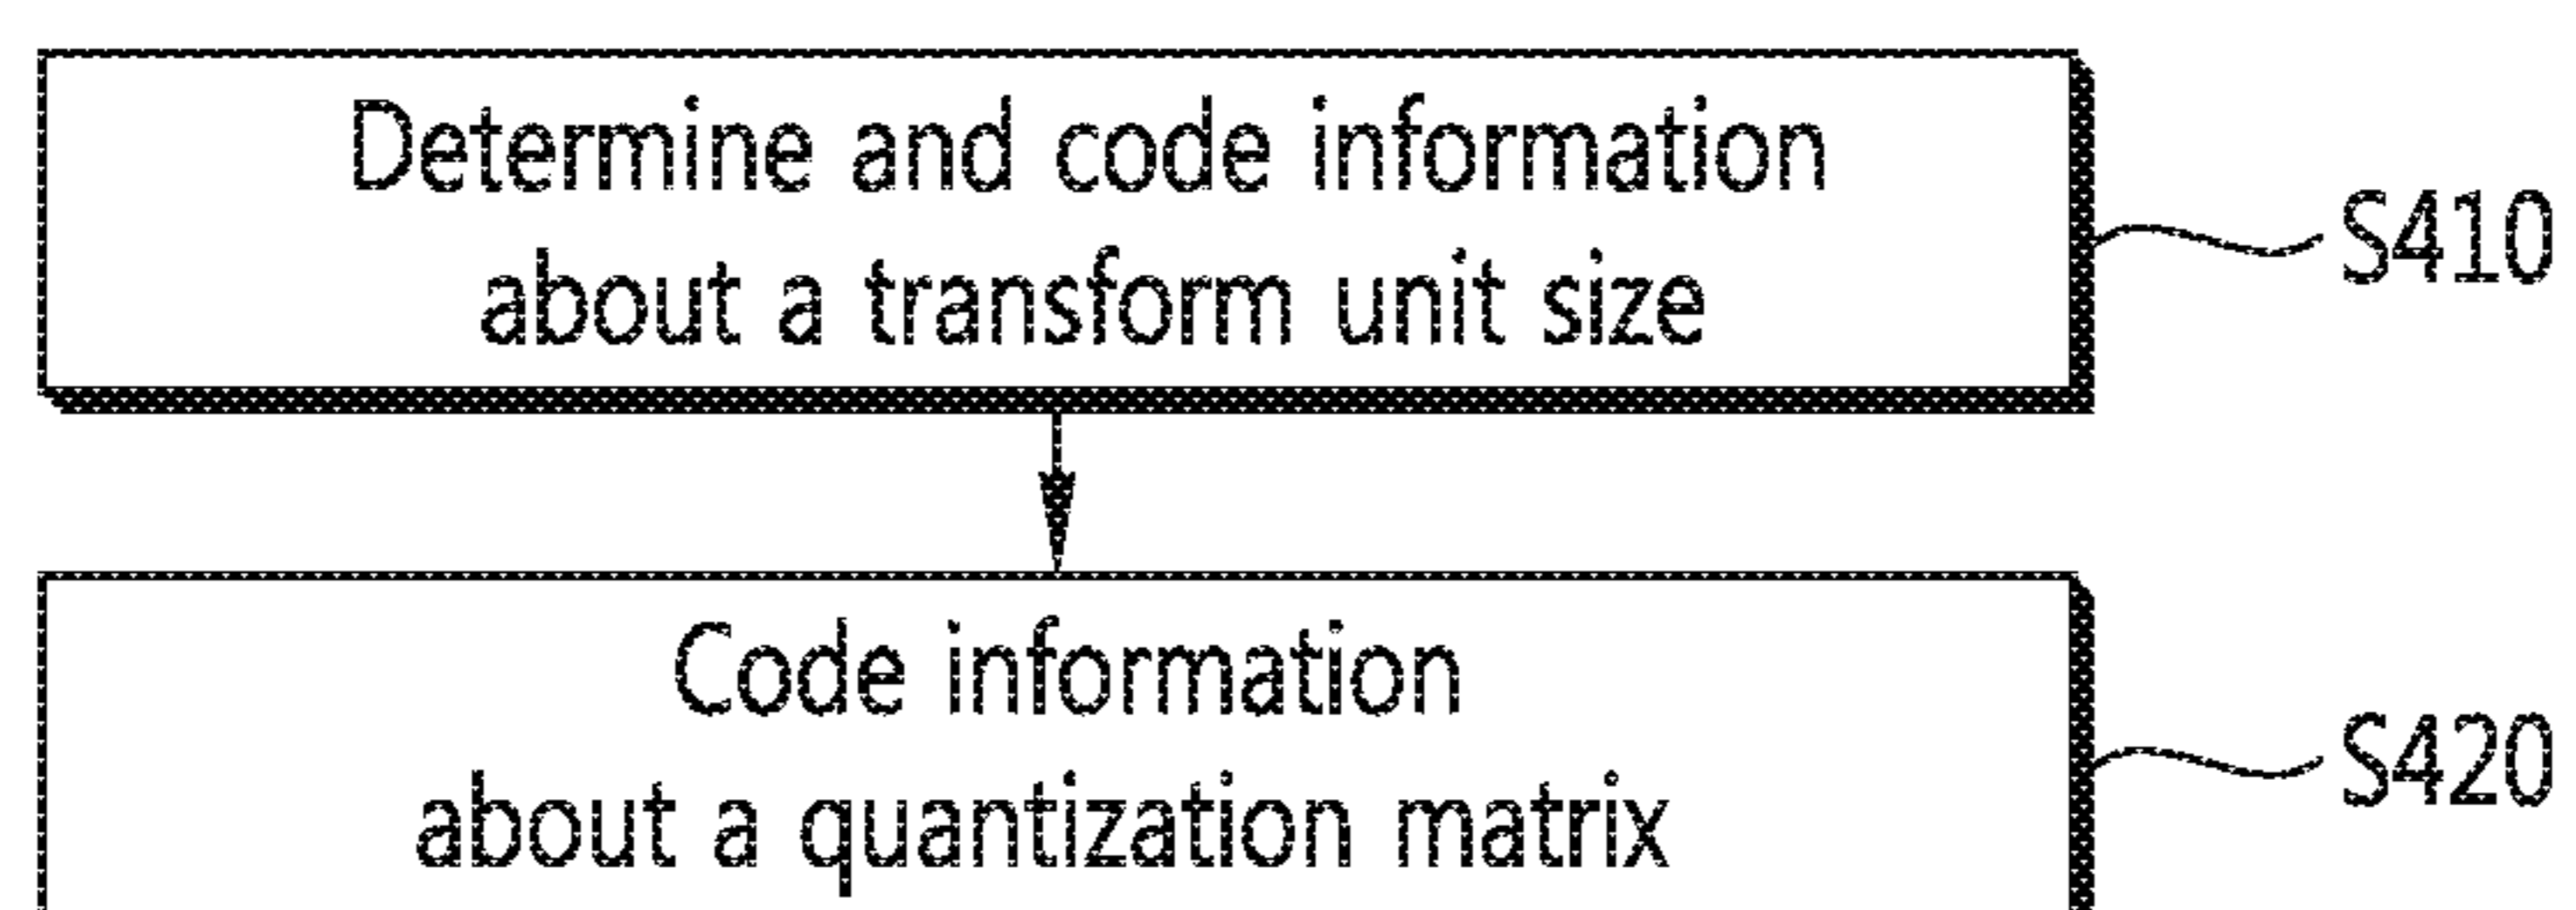 Determine and code information
about a transform unit size
S410
Code information
about a quantization matrix
S420